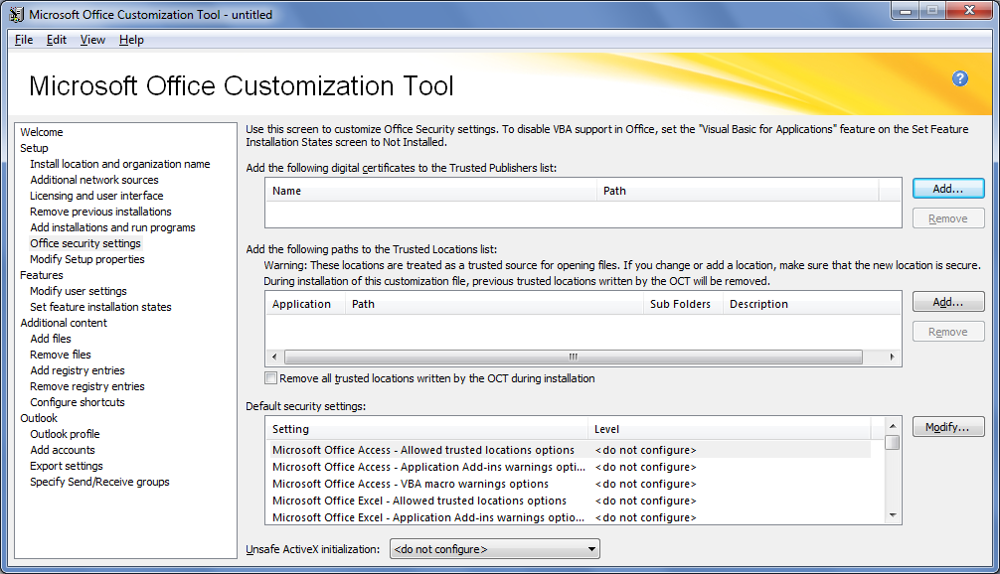 Microsoft Office Customization Tool - untitled
File Edit View Help
Microsoft Office Customization Tool
?
Welcome
Setup
Install location and organization name
Additional network sources
Licensing and user interface
Remove previous installations
Add installations and run programs
Office security settings
Modify Setup properties
Features
Modify user settings
Set feature installation states
Additional content
Add files
Remove files
Add registry entries
Remove registry entries
Configure shortcuts
Outlook
Outlook profile
Add accounts
Export settings
Specify Send/Receive groups
Use this screen to customize Office Security settings. To disable VBA support in Office, set the "Visual Basic for Applications" feature on the Set Feature
Installation States screen to Not Installed.
Add the following digital certificates to the Trusted Publishers list:
Name Path
Add...
Remove
Add the following paths to the Trusted Locations list:
Warning: These locations are treated as a trusted source for opening files. If you change or add a location, make sure that the new location is secure.
During installation of this customization file, previous trusted locations written by the OCT will be removed.
Application Path Sub Folders Description
Add...
Remove
Remove all trusted locations written by the OCT during installation
Default security settings:
Setting Level
Modify...
Microsoft Office Access - Allowed trusted locations options <do not configure>
Microsoft Office Access - Application Add-ins warnings opti... <do not configure>
Microsoft Office Access - VBA macro warnings options <do not configure>
Microsoft Office Excel - Allowed trusted locations options <do not configure>
Microsoft Office Excel - Application Add-ins warnings optio... <do not configure>
Unsafe ActiveX initialization: <do not configure>